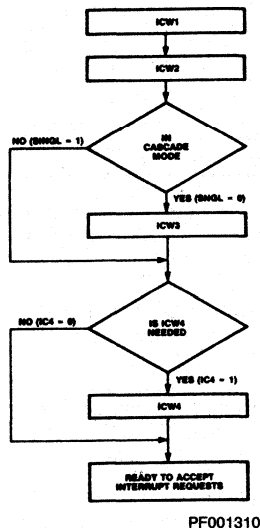 ICW1
ICW2
IN
CASCADE
MODE
NO (SINGL = 1)
YES (SNGL = 0)
ICW3
IS ICW4
NEEDED
NO (IC4 = 0)
YES (IC4 = 1)
ICW4
READY TO ACCEPT
INTERRUPT REQUESTS
PF001310